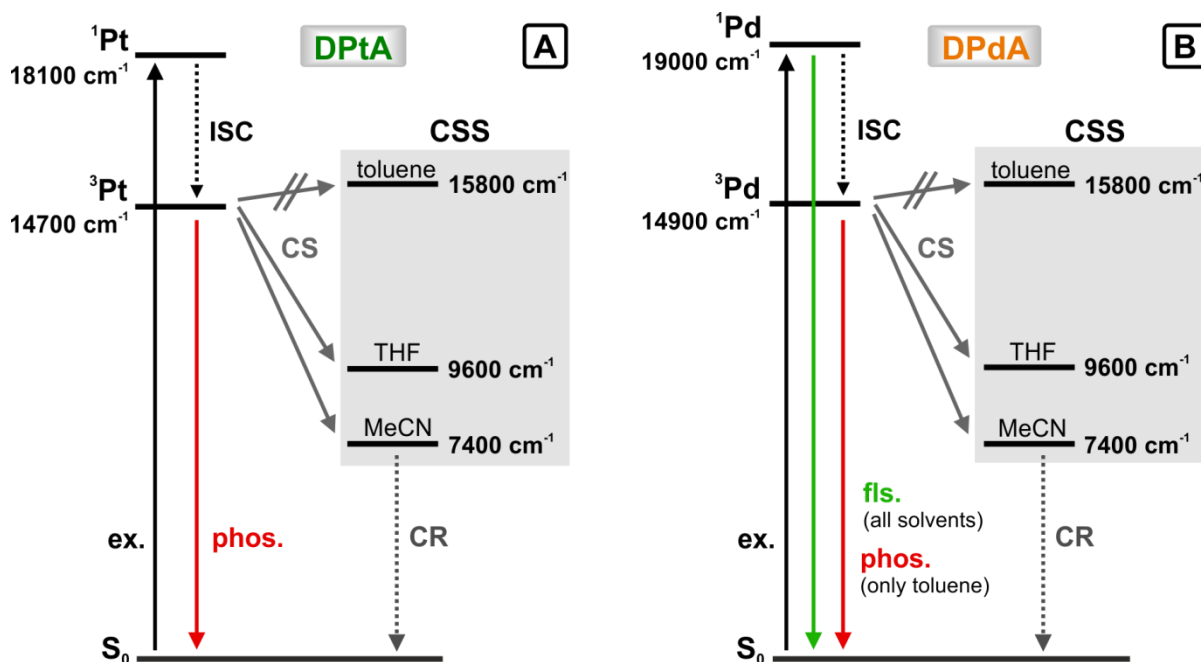 DPtA
A
¹Pt
18100 cm⁻¹
ISC
CSS
toluene
15800 cm⁻¹
³Pt
14700 cm⁻¹
CS
THF
9600 cm⁻¹
MeCN
7400 cm⁻¹
ex.
phos.
CR
S₀
DPdA
B
¹Pd
19000 cm⁻¹
ISC
CSS
toluene
15800 cm⁻¹
³Pd
14900 cm⁻¹
CS
THF
9600 cm⁻¹
MeCN
7400 cm⁻¹
fls.
(all solvents)
ex.
phos.
(only toluene)
CR
S₀